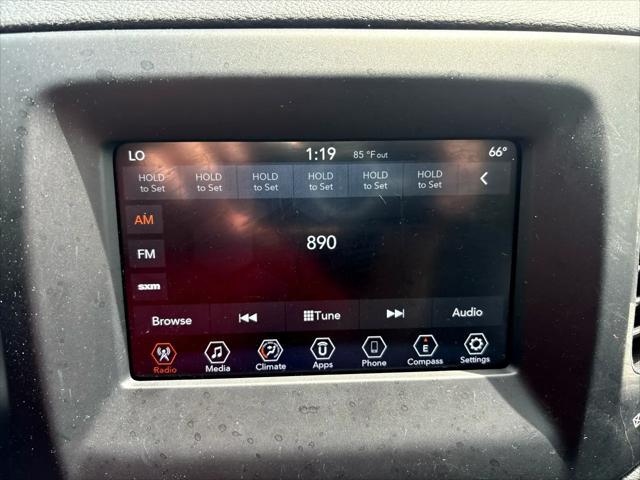 LO 1:19 85 °F out 66°
HOLD to Set HOLD to Set HOLD to Set HOLD to Set HOLD to Set HOLD to Set
AM
890
FM
sxm
Browse Tune Audio
Radio Media Climate Apps Phone E Compass Settings